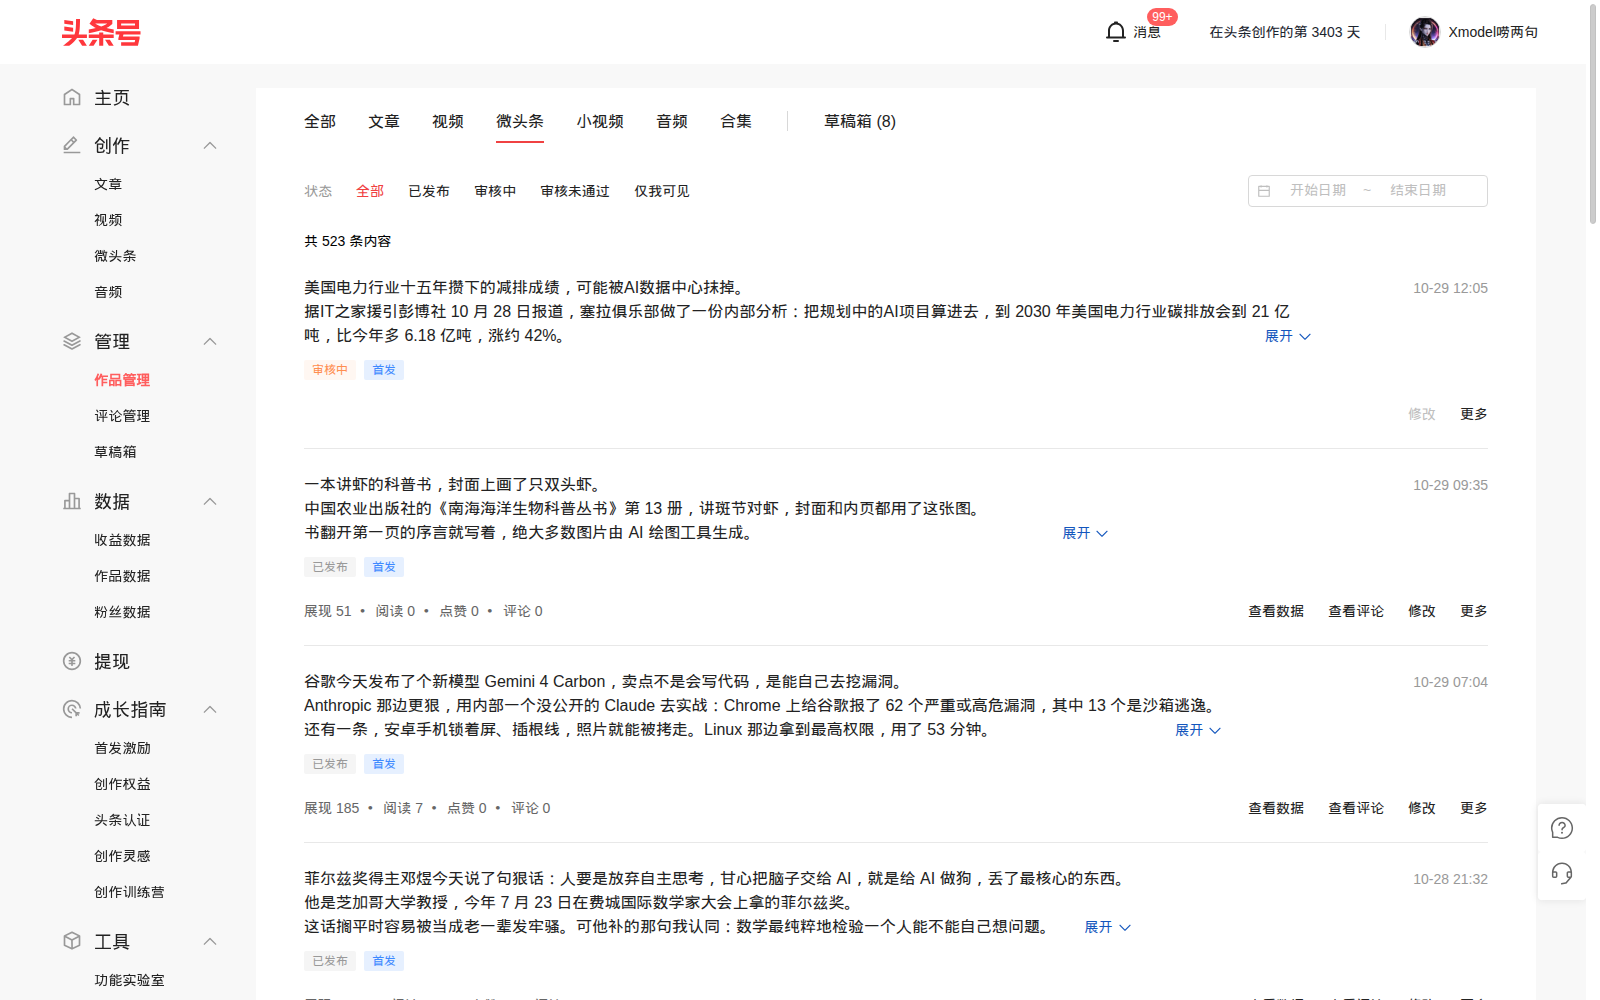 头条号
消息
99+
在头条创作的第 3403 天
Xmodel唠两句
主页
创作
文章
视频
微头条
音频
管理
作品管理
评论管理
草稿箱
数据
收益数据
作品数据
粉丝数据
提现
成长指南
首发激励
创作权益
头条认证
创作灵感
创作训练营
工具
功能实验室
全部 文章 视频 微头条 小视频 音频 合集 草稿箱 (8)
状态 全部 已发布 审核中 审核未通过 仅我可见
开始日期 ~ 结束日期
共 523 条内容
美国电力行业十五年攒下的减排成绩，可能被AI数据中心抹掉。
10-29 12:05
据IT之家援引彭博社 10 月 28 日报道，塞拉俱乐部做了一份内部分析：把规划中的AI项目算进去，到 2030 年美国电力行业碳排放会到 21 亿
吨，比今年多 6.18 亿吨，涨约 42%。
展开
审核中 首发
修改 更多
一本讲虾的科普书，封面上画了只双头虾。
10-29 09:35
中国农业出版社的《南海海洋生物科普丛书》第 13 册，讲斑节对虾，封面和内页都用了这张图。
书翻开第一页的序言就写着，绝大多数图片由 AI 绘图工具生成。
展开
已发布 首发
展现 51 • 阅读 0 • 点赞 0 • 评论 0
查看数据 查看评论 修改 更多
谷歌今天发布了个新模型 Gemini 4 Carbon，卖点不是会写代码，是能自己去挖漏洞。
10-29 07:04
Anthropic 那边更狠，用内部一个没公开的 Claude 去实战：Chrome 上给谷歌报了 62 个严重或高危漏洞，其中 13 个是沙箱逃逸。
还有一条，安卓手机锁着屏、插根线，照片就能被拷走。Linux 那边拿到最高权限，用了 53 分钟。
展开
已发布 首发
展现 185 • 阅读 7 • 点赞 0 • 评论 0
查看数据 查看评论 修改 更多
菲尔兹奖得主邓煜今天说了句狠话：人要是放弃自主思考，甘心把脑子交给 AI，就是给 AI 做狗，丢了最核心的东西。
10-28 21:32
他是芝加哥大学教授，今年 7 月 23 日在费城国际数学家大会上拿的菲尔兹奖。
这话搁平时容易被当成老一辈发牢骚。可他补的那句我认同：数学最纯粹地检验一个人能不能自己想问题。
展开
已发布 首发